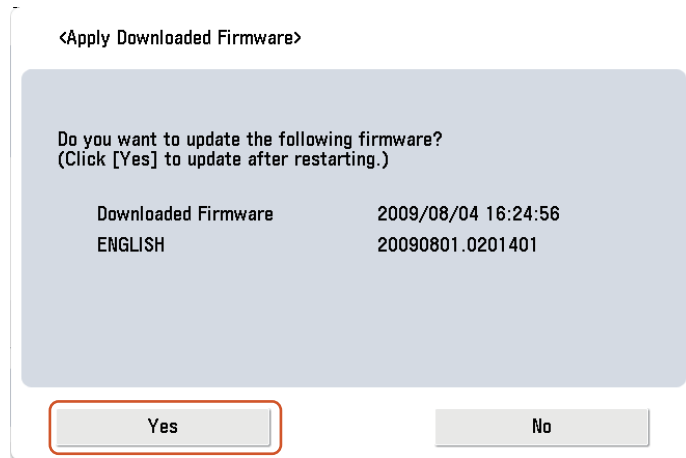 <Apply Downloaded Firmware>
Do you want to update the following firmware?
(Click [Yes] to update after restarting.)
Downloaded Firmware 2009/08/04 16:24:56
ENGLISH 20090801.0201401
Yes No